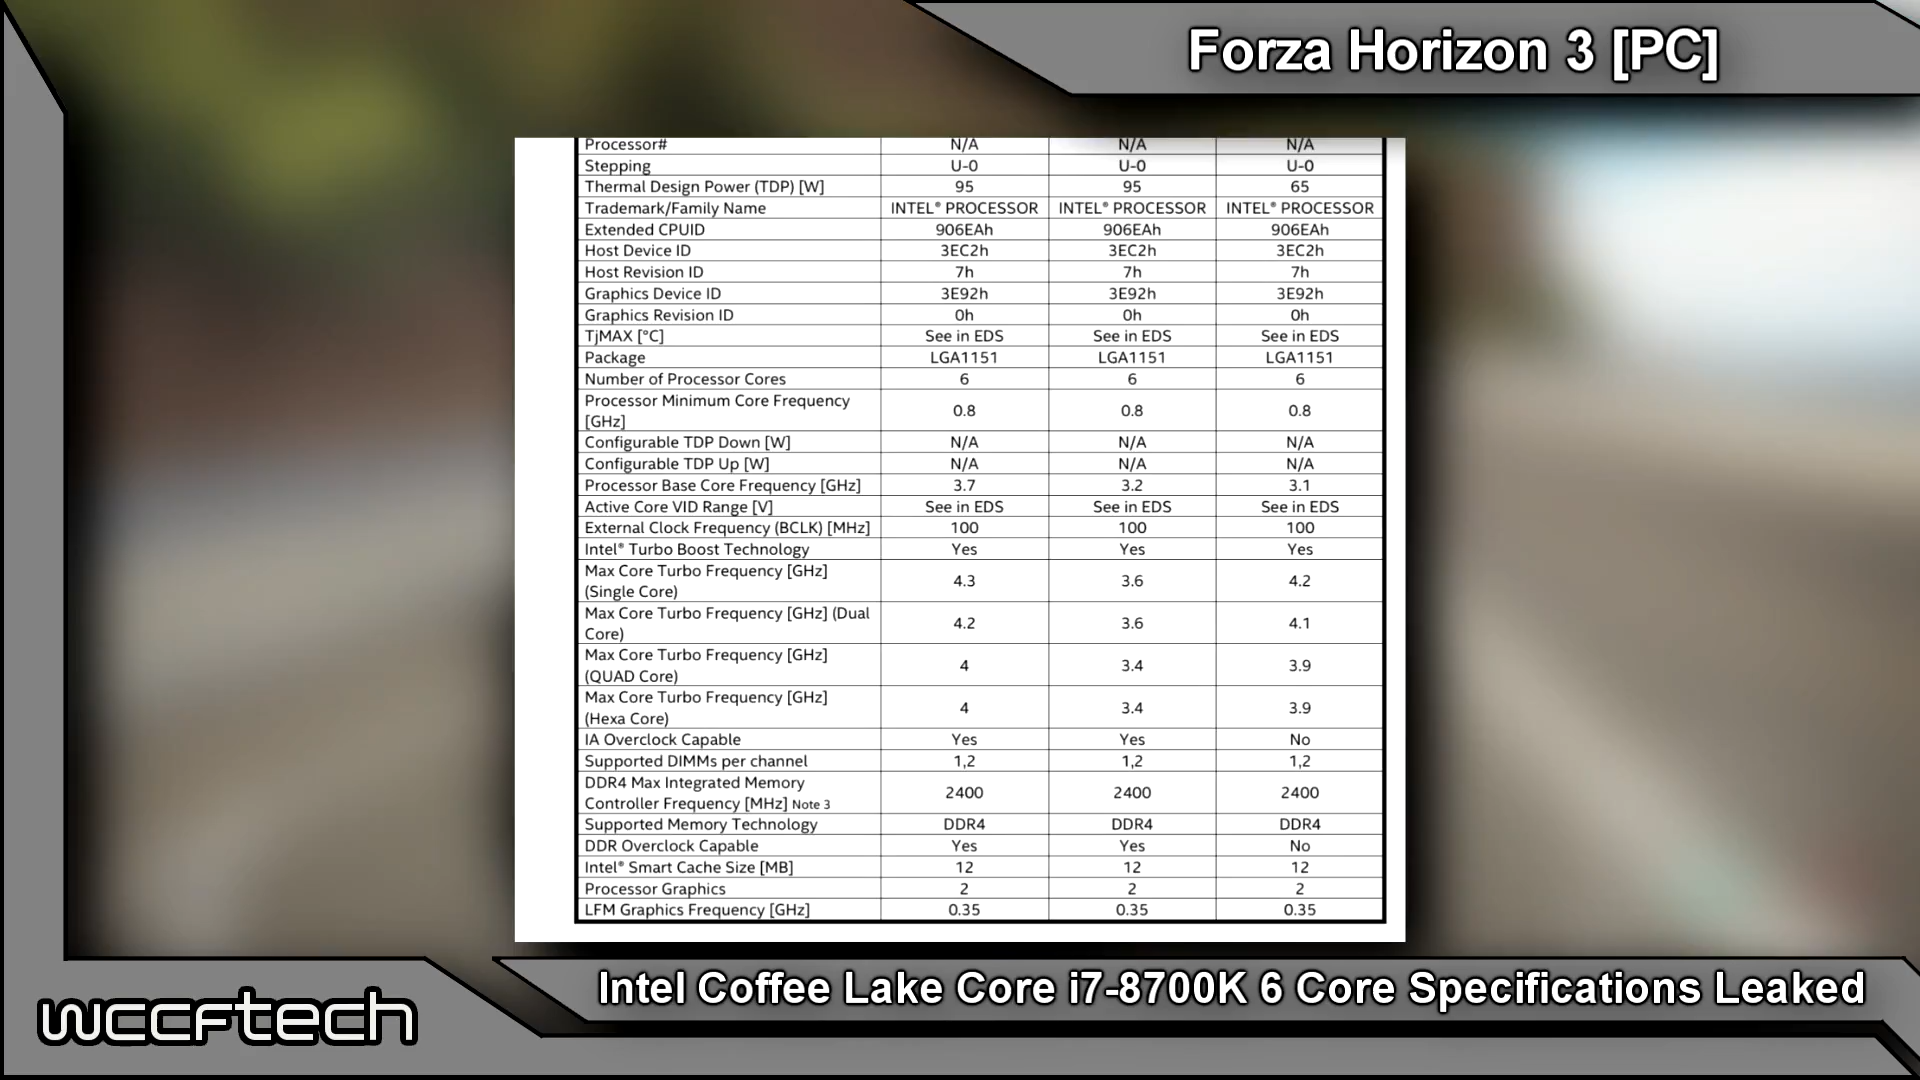 Forza Horizon 3 [PC]
Processor# N/A N/A N/A
Stepping U-0 U-0 U-0
Thermal Design Power (TDP) [W] 95 95 65
Trademark/Family Name INTEL® PROCESSOR INTEL® PROCESSOR INTEL® PROCESSOR
Extended CPUID 906EAh 906EAh 906EAh
Host Device ID 3EC2h 3EC2h 3EC2h
Host Revision ID 7h 7h 7h
Graphics Device ID 3E92h 3E92h 3E92h
Graphics Revision ID 0h 0h 0h
TjMAX [°C] See in EDS See in EDS See in EDS
Package LGA1151 LGA1151 LGA1151
Number of Processor Cores 6 6 6
Processor Minimum Core Frequency
[GHz] 0.8 0.8 0.8
Configurable TDP Down [W] N/A N/A N/A
Configurable TDP Up [W] N/A N/A N/A
Processor Base Core Frequency [GHz] 3.7 3.2 3.1
Active Core VID Range [V] See in EDS See in EDS See in EDS
External Clock Frequency (BCLK) [MHz] 100 100 100
Intel® Turbo Boost Technology Yes Yes Yes
Max Core Turbo Frequency [GHz]
(Single Core) 4.3 3.6 4.2
Max Core Turbo Frequency [GHz] (Dual
Core) 4.2 3.6 4.1
Max Core Turbo Frequency [GHz]
(QUAD Core) 4 3.4 3.9
Max Core Turbo Frequency [GHz]
(Hexa Core) 4 3.4 3.9
IA Overclock Capable Yes Yes No
Supported DIMMs per channel 1,2 1,2 1,2
DDR4 Max Integrated Memory
Controller Frequency [MHz] Note 3 2400 2400 2400
Supported Memory Technology DDR4 DDR4 DDR4
DDR Overclock Capable Yes Yes No
Intel® Smart Cache Size [MB] 12 12 12
Processor Graphics 2 2 2
LFM Graphics Frequency [GHz] 0.35 0.35 0.35
Intel Coffee Lake Core i7-8700K 6 Core Specifications Leaked
wccftech